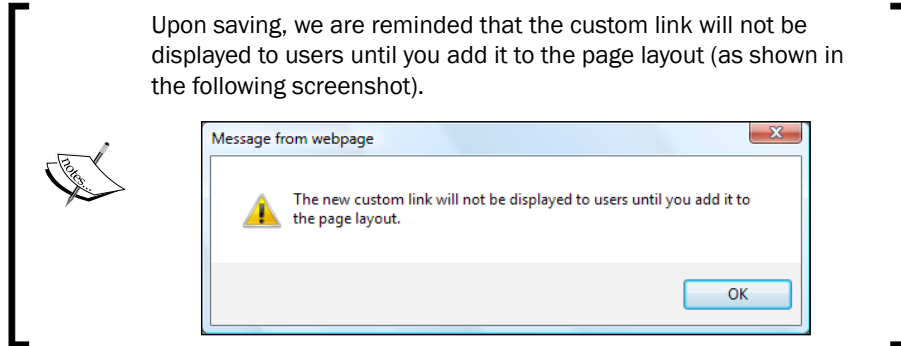 Upon saving, we are reminded that the custom link will not be
displayed to users until you add it to the page layout (as shown in
the following screenshot).
Message from webpage
notes...
The new custom link will not be displayed to users until you add it to
the page layout.
OK